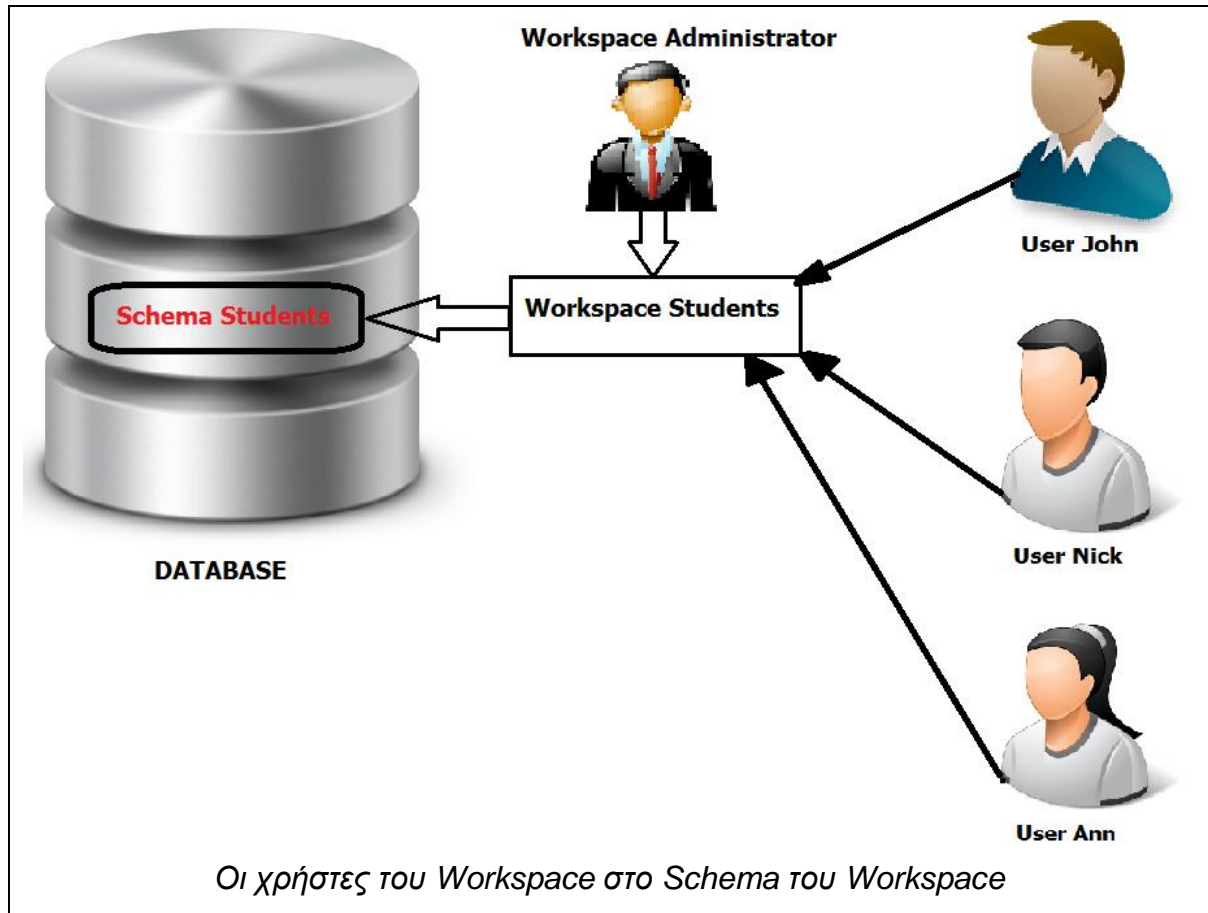 Workspace Administrator
User John
Schema Students
Workspace Students
User Nick
DATABASE
User Ann
Οι χρήστες του Workspace στο Schema του Workspace